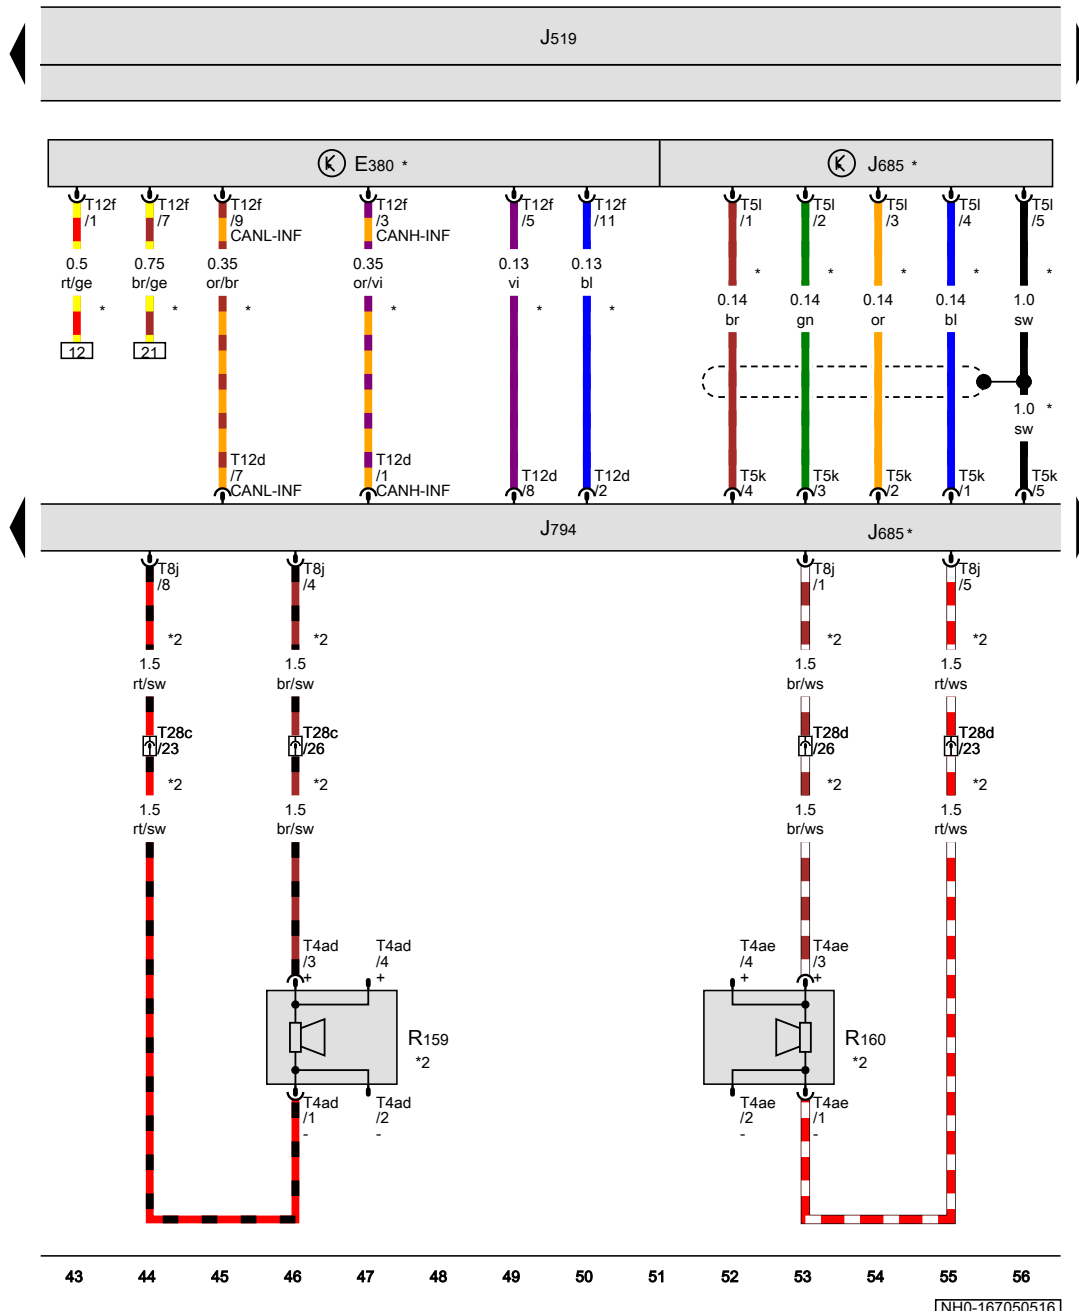 J519
E380 *
J685 *
T12f
/1
T12f
/7
T12f
/9
CANL-INF
T12f
/3
CANH-INF
T12f
/5
T12f
/11
T5l
/1
T5l
/2
T5l
/3
T5l
/4
T5l
/5
0.5
rt/ge
*
0.75
br/ge
*
0.35
or/br
*
0.35
or/vi
*
0.13
vi
*
0.13
bl
*
*
0.14
br
*
0.14
gn
*
0.14
or
*
0.14
bl
*
1.0
sw
12
21
1.0 *
sw
T12d
/7
CANL-INF
T12d
/1
CANH-INF
T12d
/8
T12d
/2
T5k
/4
T5k
/3
T5k
/2
T5k
/1
T5k
/5
J794
J685 *
T8j
/8
T8j
/4
T8j
/1
T8j
/5
*2
*2
*2
*2
1.5
rt/sw
1.5
br/sw
1.5
br/ws
1.5
rt/ws
T28c
/23
T28c
/26
T28d
/26
T28d
/23
*2
*2
*2
*2
1.5
rt/sw
1.5
br/sw
1.5
br/ws
1.5
rt/ws
T4ad
/3
+
T4ad
/4
+
T4ae
/4
+
T4ae
/3
+
R159
*2
R160
*2
T4ad
/1
-
T4ad
/2
-
T4ae
/2
-
T4ae
/1
-
43 44 45 46 47 48 49 50 51 52 53 54 55 56
NH0-167050516